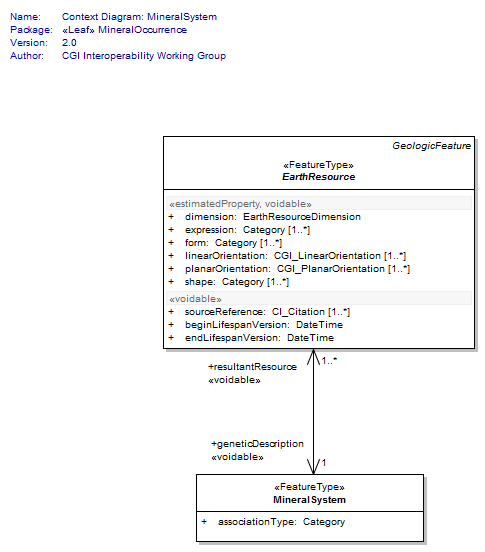 Name: Context Diagram: MineralSystem
Package: «Leaf» MineralOccurrence
Version: 2.0
Author: CGI Interoperability Working Group
GeologicFeature
«FeatureType»
EarthResource
«estimatedProperty, voidable»
+ dimension: EarthResourceDimension
+ expression: Category [1..*]
+ form: Category [1..*]
+ linearOrientation: CGI_LinearOrientation [1..*]
+ planarOrientation: CGI_PlanarOrientation [1..*]
+ shape: Category [1..*]
«voidable»
+ sourceReference: CI_Citation [1..*]
+ beginLifespanVersion: DateTime
+ endLifespanVersion: DateTime
+resultantResource 1..*
«voidable»
+geneticDescription
«voidable» 1
«FeatureType»
MineralSystem
+ associationType: Category